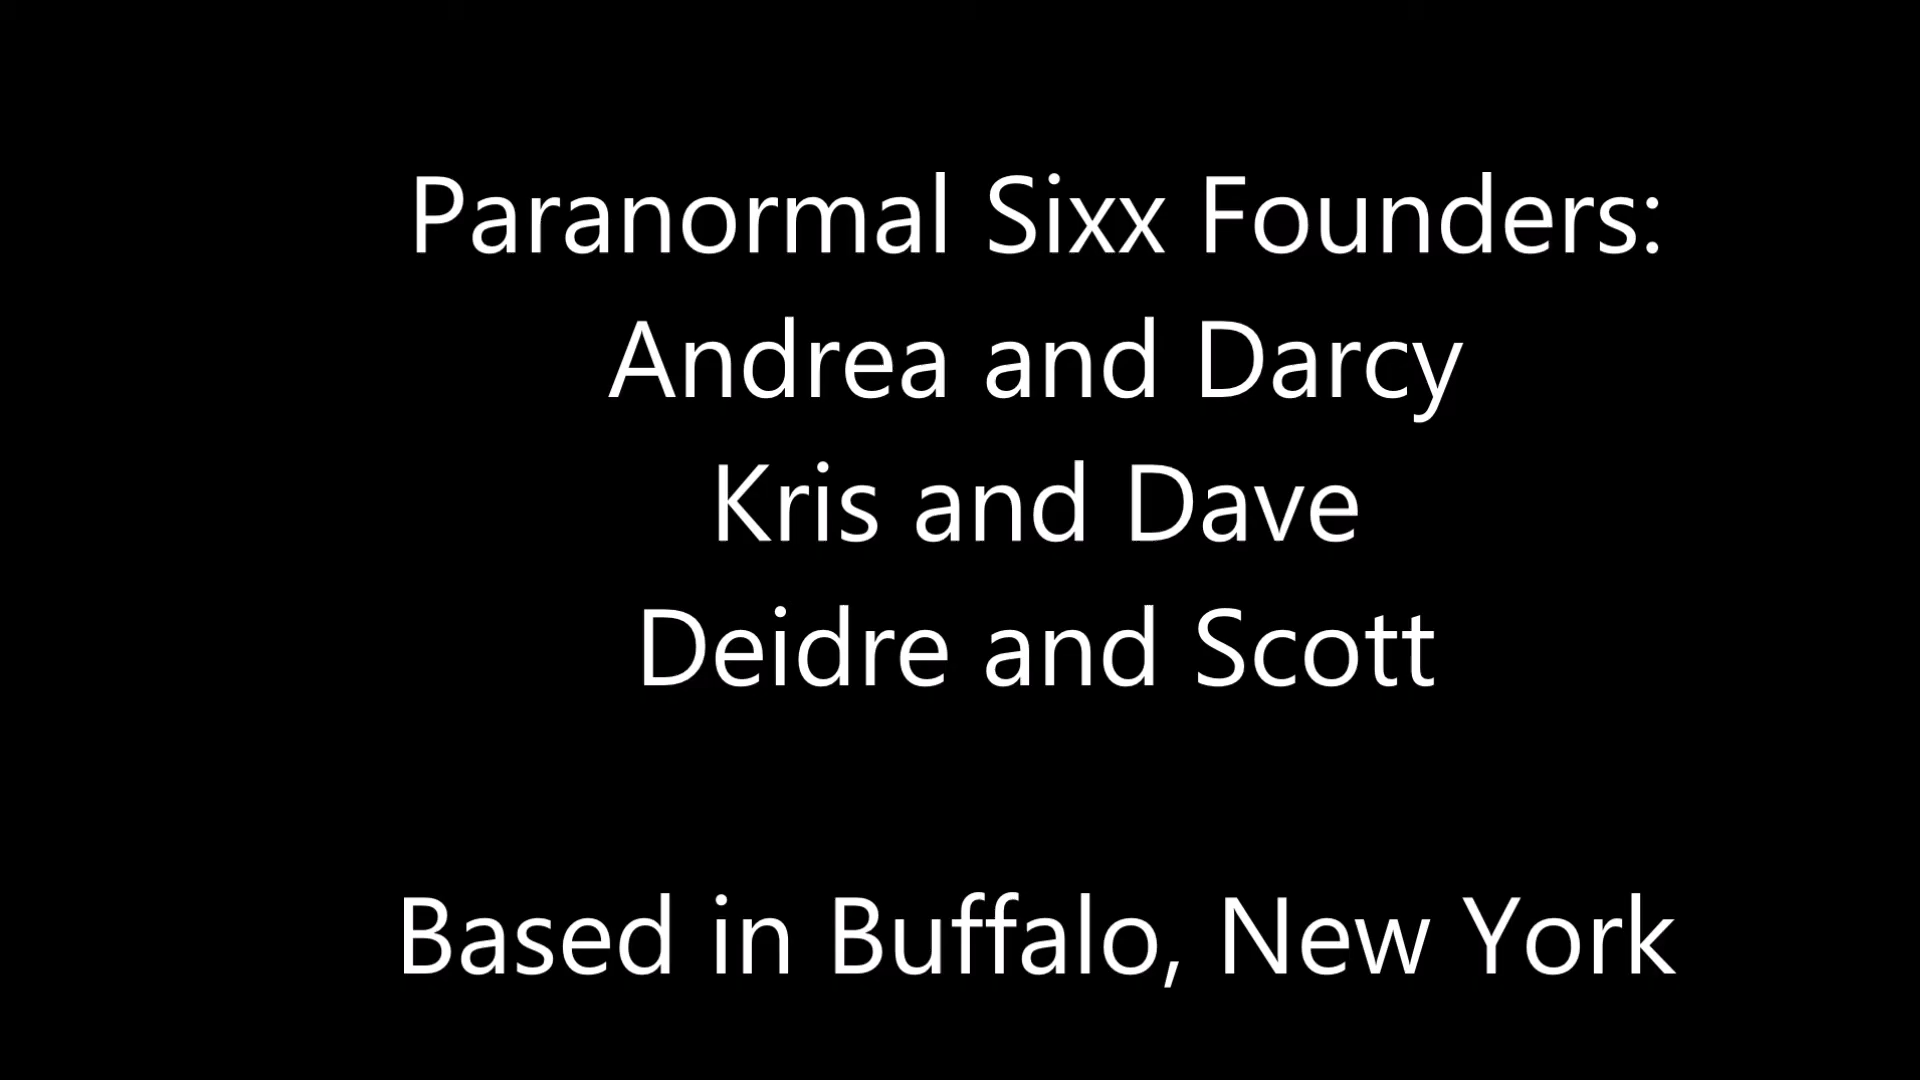 Paranormal Sixx Founders:
Andrea and Darcy
Kris and Dave
Deidre and Scott
Based in Buffalo, New York